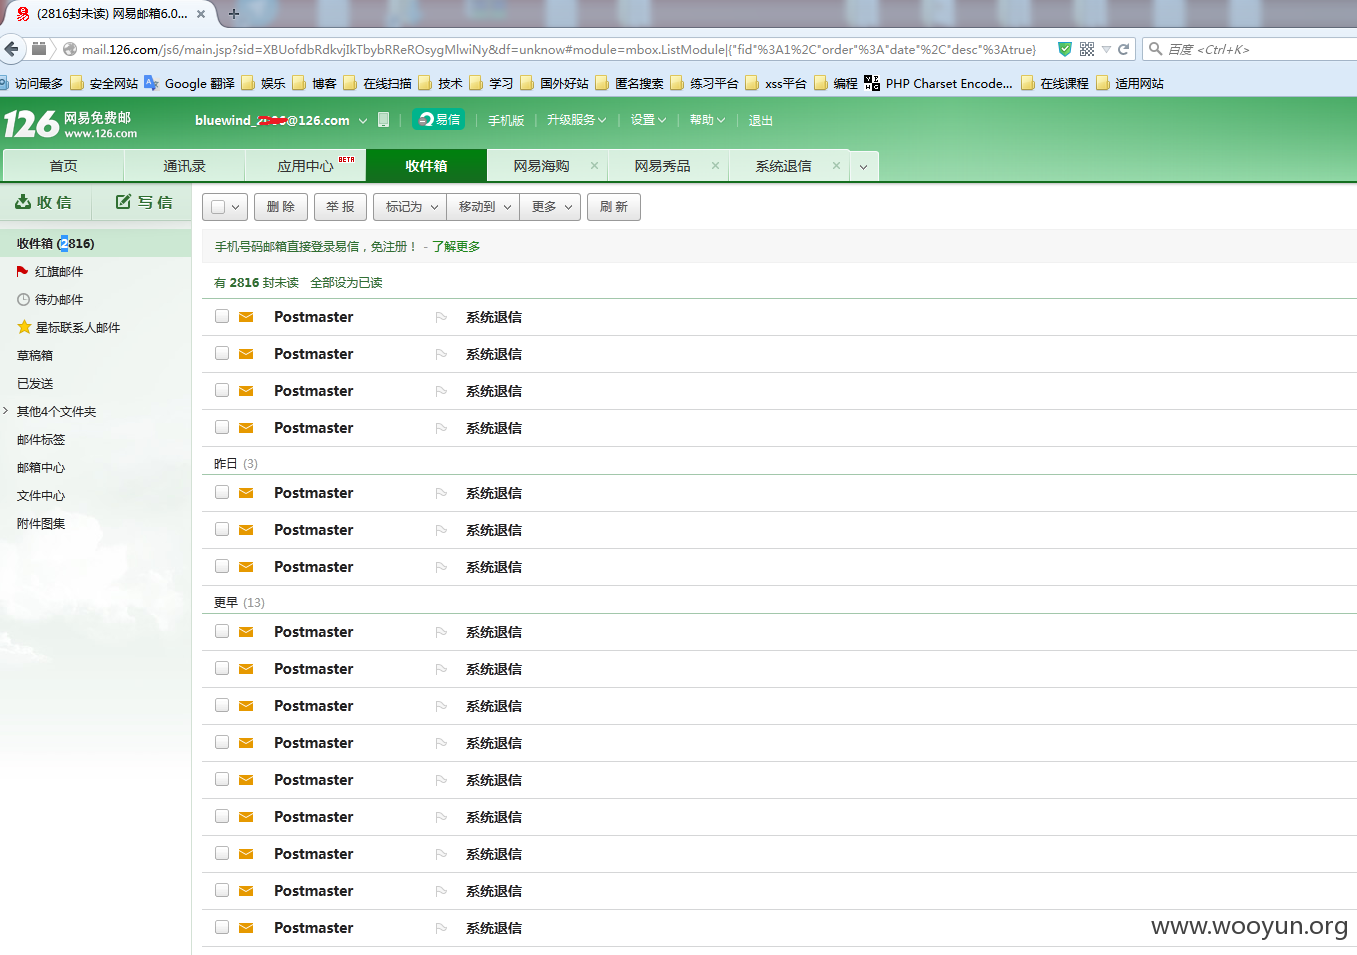 (2816封未读) 网易邮箱6.0...
mail.126.com/js6/main.jsp?sid=XBUofdbRdkvjIkTbybRReROsygMlwiNy&df=unknow#module=mbox.ListModule|{"fid"%3A1%2C"order"%3A"date"%2C"desc"%3Atrue}
百度 <Ctrl+K>
访问最多 安全网站 Google 翻译 娱乐 博客 在线扫描 技术 学习 国外好站 匿名搜索 练习平台 xss平台 编程 PHP Charset Encode... 在线课程 适用网站
126 网易免费邮
www.126.com
bluewind_@126.com 易信 手机版 升级服务 设置 帮助 退出
首页 通讯录 应用中心 BETA 收件箱 网易海购 网易秀品 系统退信
收信 写信
删除 举报 标记为 移动到 更多 刷新
收件箱 (2816)
红旗邮件
待办邮件
星标联系人邮件
草稿箱
已发送
其他4个文件夹
邮件标签
邮箱中心
文件中心
附件图集
手机号码邮箱直接登录易信，免注册！ - 了解更多
有 2816 封未读 全部设为已读
Postmaster 系统退信
Postmaster 系统退信
Postmaster 系统退信
Postmaster 系统退信
昨日 (3)
Postmaster 系统退信
Postmaster 系统退信
Postmaster 系统退信
更早 (13)
Postmaster 系统退信
Postmaster 系统退信
Postmaster 系统退信
Postmaster 系统退信
Postmaster 系统退信
Postmaster 系统退信
Postmaster 系统退信
Postmaster 系统退信
Postmaster 系统退信
www.wooyun.org